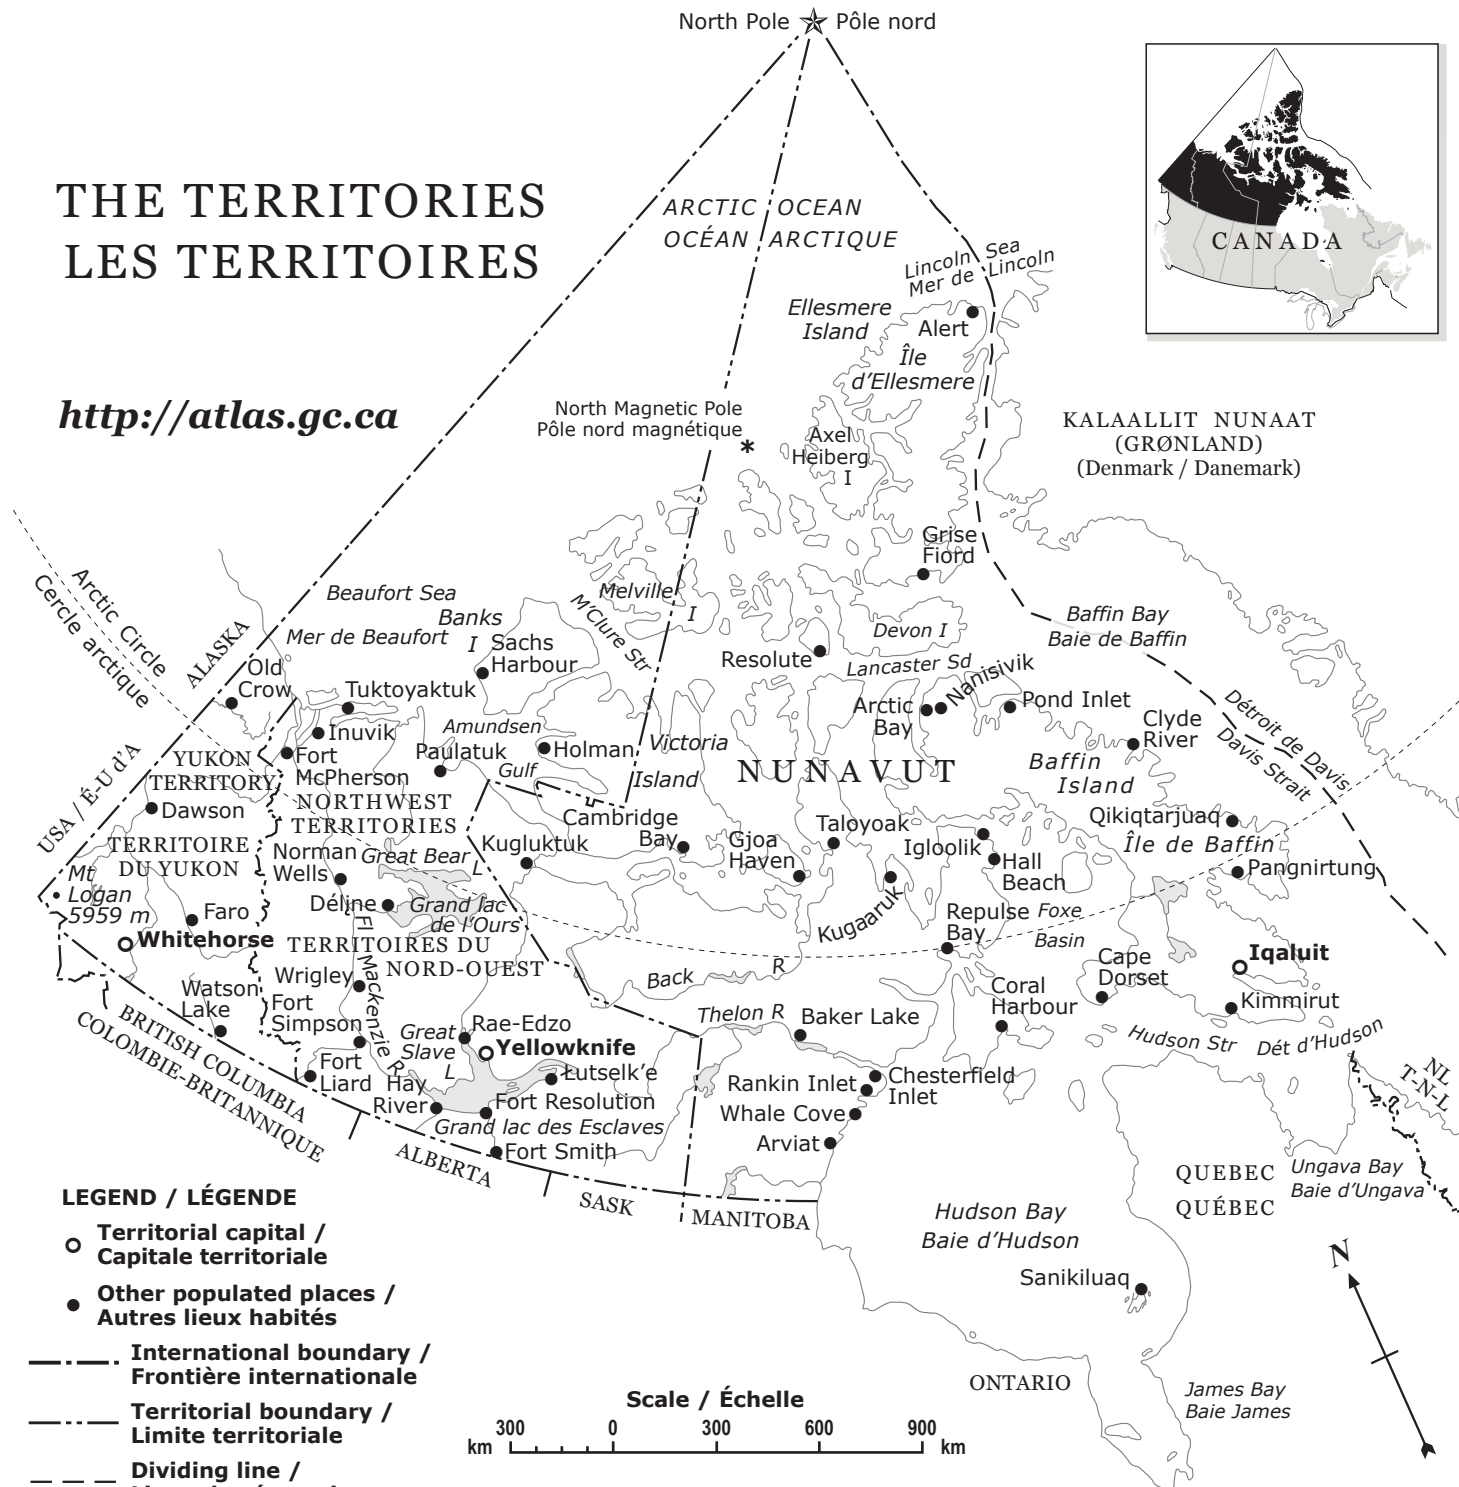 North Pole
Pôle nord
THE TERRITORIES
LES TERRITOIRES
http://atlas.gc.ca
CANADA
ARCTIC OCEAN
OCÉAN ARCTIQUE
Lincoln Sea
Mer de Lincoln
Ellesmere
Island
Alert
Île
d'Ellesmere
North Magnetic Pole
Pôle nord magnétique
*
Axel
Heiberg
I
KALAALLIT NUNAAT
(GRØNLAND)
(Denmark / Danemark)
Grise
Fiord
Arctic Circle
Cercle arctique
ALASKA
USA / É-U d'A
Beaufort Sea
Mer de Beaufort
Banks
I
Sachs
Harbour
M'Clure Str
Melville
I
Devon I
Resolute
Lancaster Sd
Baffin Bay
Baie de Baffin
Nanisivik
Arctic
Bay
Pond Inlet
Clyde
River
Détroit de Davis
Davis Strait
Old
Crow
Tuktoyaktuk
Inuvik
Fort
McPherson
Amundsen
Gulf
Paulatuk
Holman
Victoria
Island
NUNAVUT
Baffin
Island
YUKON
TERRITORY
Dawson
NORTHWEST
TERRITORIES
TERRITOIRE
DU YUKON
Norman
Wells
Great Bear
L
Kugluktuk
Cambridge
Bay
Gjoa
Haven
Taloyoak
Igloolik
Hall
Beach
Qikiqtarjuaq
Île de Baffin
Pangnirtung
Mt
Logan
5959 m
Faro
Whitehorse
Déline
Grand lac
de l'Ours
Kugaaruk
Repulse
Bay
Foxe
Basin
Iqaluit
TERRITOIRES DU
NORD-OUEST
Fl Mackenzie R
Wrigley
Watson
Lake
Fort
Simpson
Back
R
Thelon R
Baker Lake
Cape
Dorset
Coral
Harbour
Kimmirut
Hudson Str
Dét d'Hudson
BRITISH COLUMBIA
COLOMBIE-BRITANNIQUE
Great
Slave
L
Rae-Edzo
Yellowknife
Łutselk'e
Fort
Liard
Hay
River
Fort Resolution
Grand lac des Esclaves
Fort Smith
Rankin Inlet
Chesterfield
Inlet
Whale Cove
Arviat
NL
T-N-L
ALBERTA
SASK
MANITOBA
QUEBEC
QUÉBEC
Ungava Bay
Baie d'Ungava
Hudson Bay
Baie d'Hudson
Sanikiluaq
N
ONTARIO
James Bay
Baie James
LEGEND / LÉGENDE
Territorial capital /
Capitale territoriale
Other populated places /
Autres lieux habités
International boundary /
Frontière internationale
Territorial boundary /
Limite territoriale
Dividing line /
Scale / Échelle
300 0 300 600 900
km km